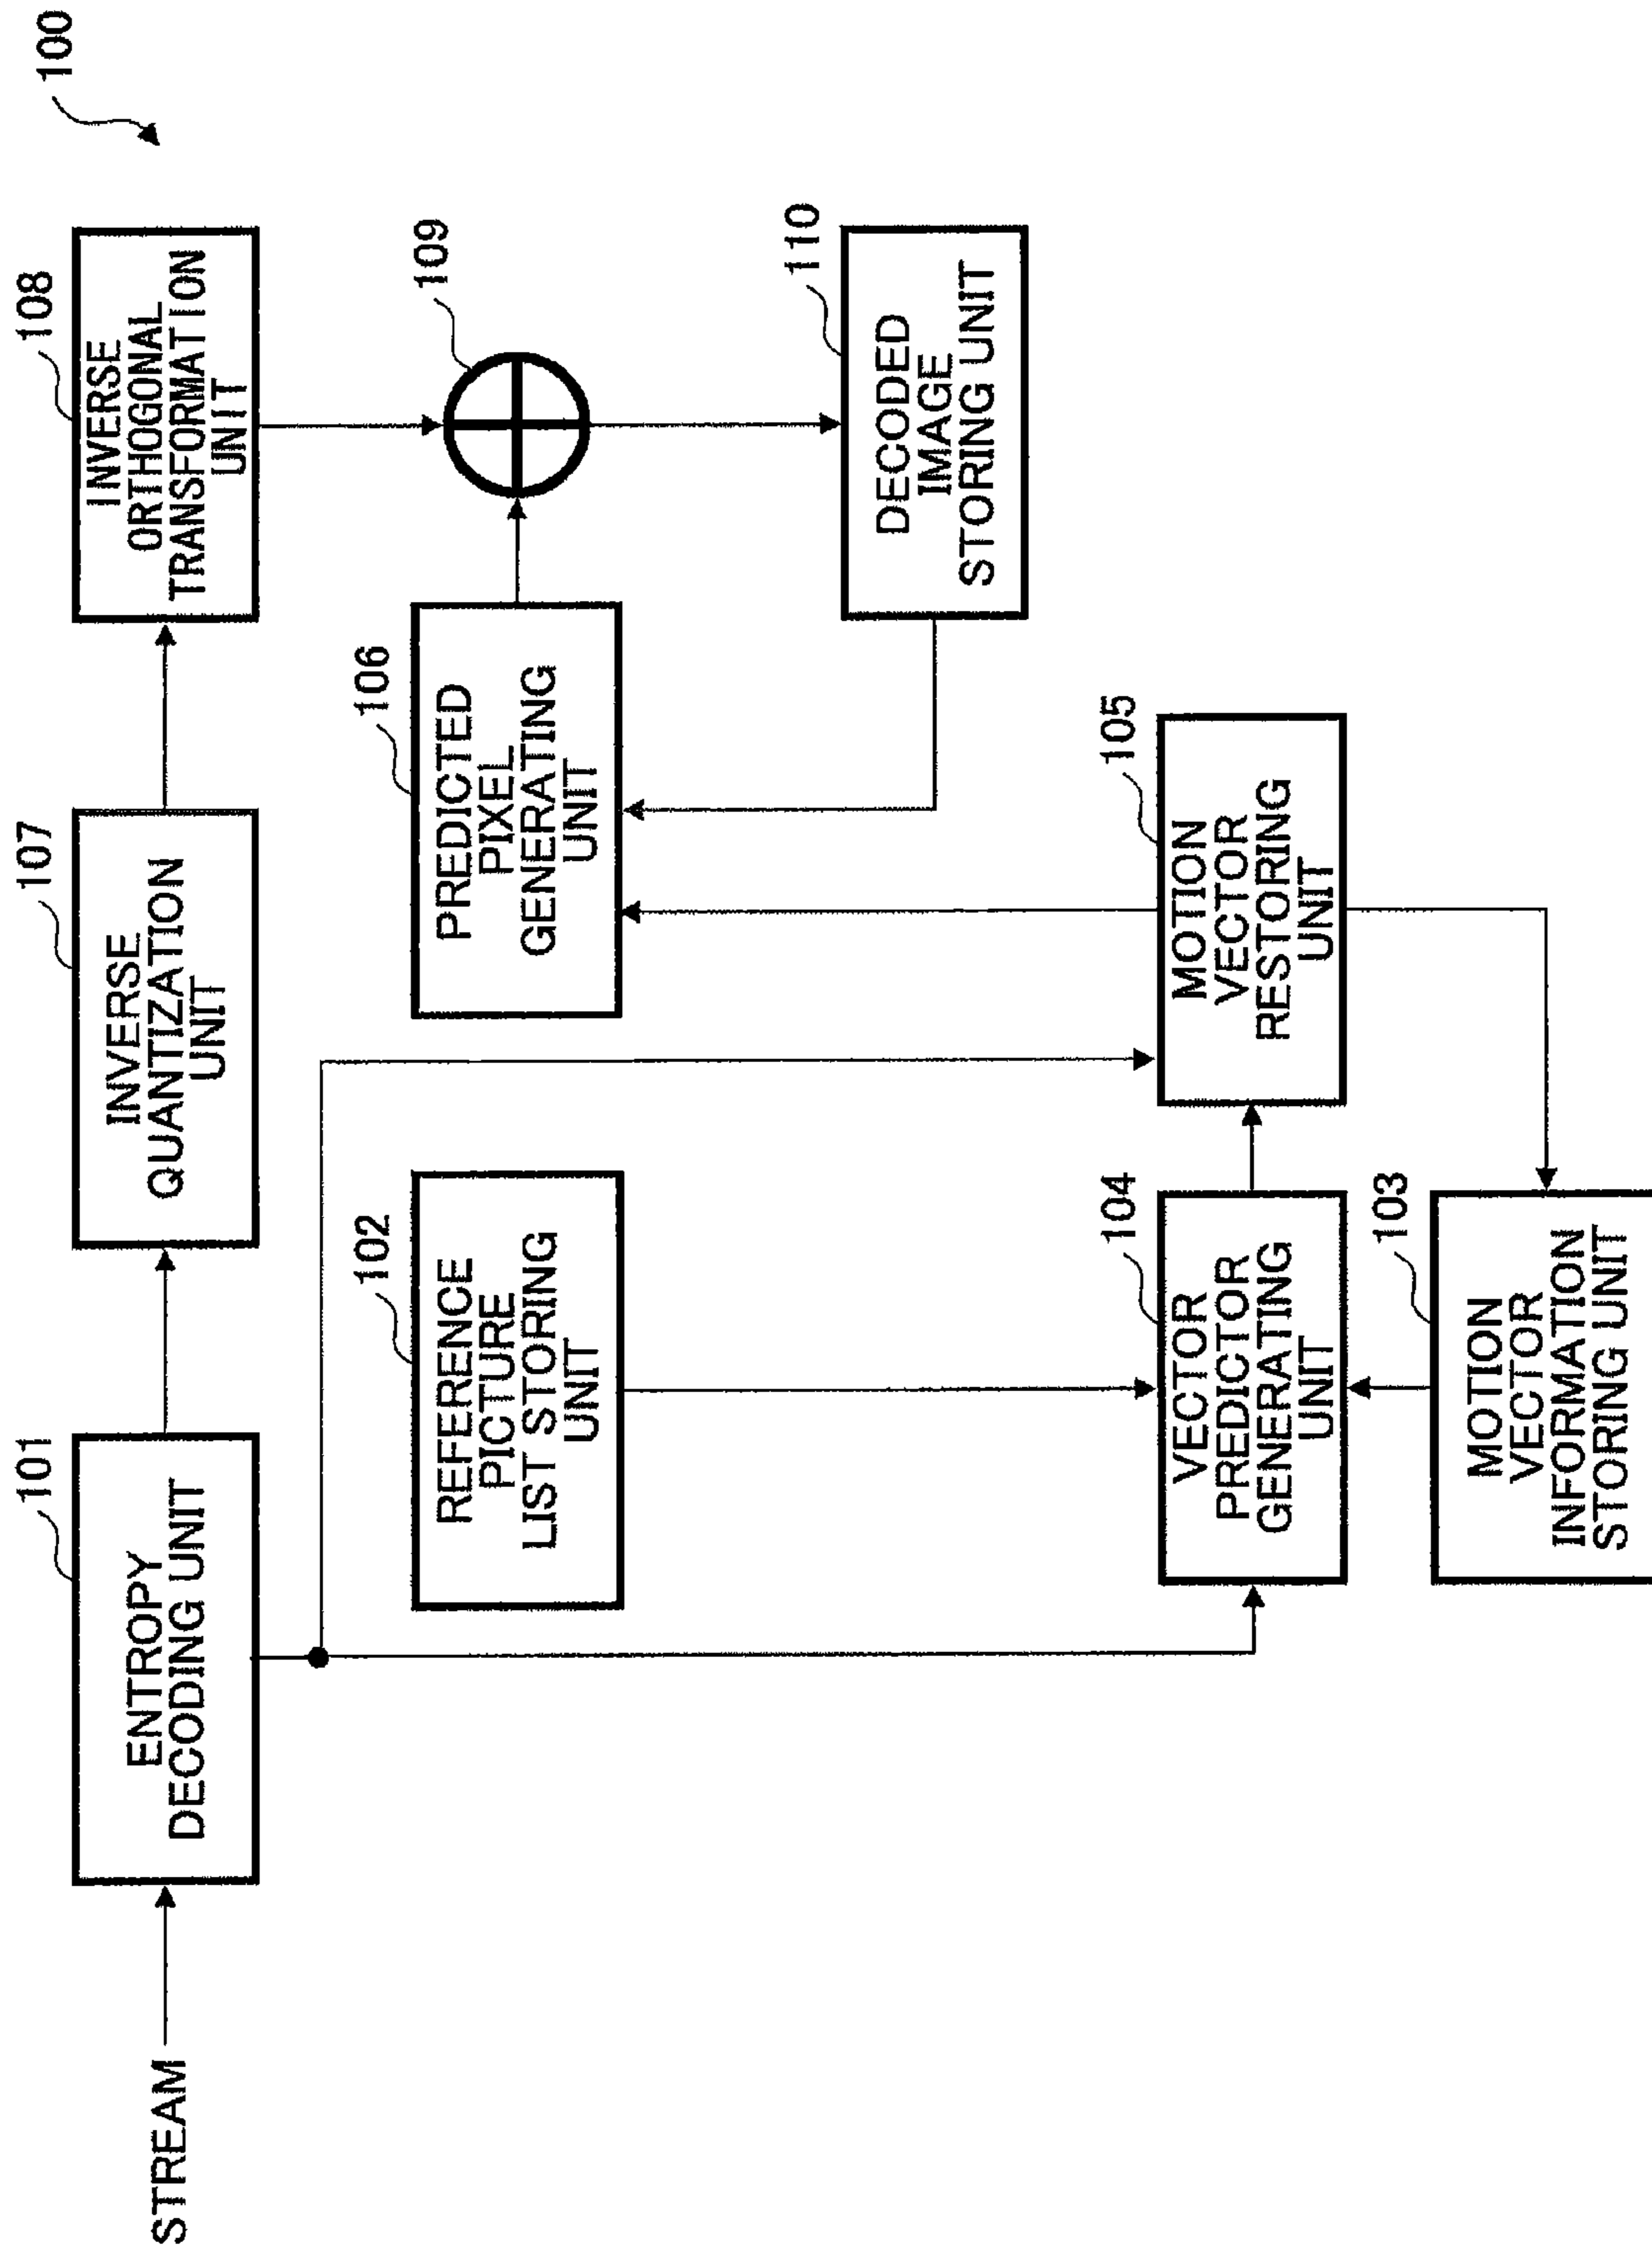 100
101
ENTROPY
DECODING UNIT
107
INVERSE
QUANTIZATION
UNIT
108
INVERSE
ORTHOGONAL
TRANSFORMATION
UNIT
STREAM
102
REFERENCE
PICTURE
LIST STORING
UNIT
106
PREDICTED
PIXEL
GENERATING
UNIT
109
110
DECODED
IMAGE
STORING UNIT
104
VECTOR
PREDICTOR
GENERATING
UNIT
105
MOTION
VECTOR
RESTORING
UNIT
103
MOTION
VECTOR
INFORMATION
STORING UNIT